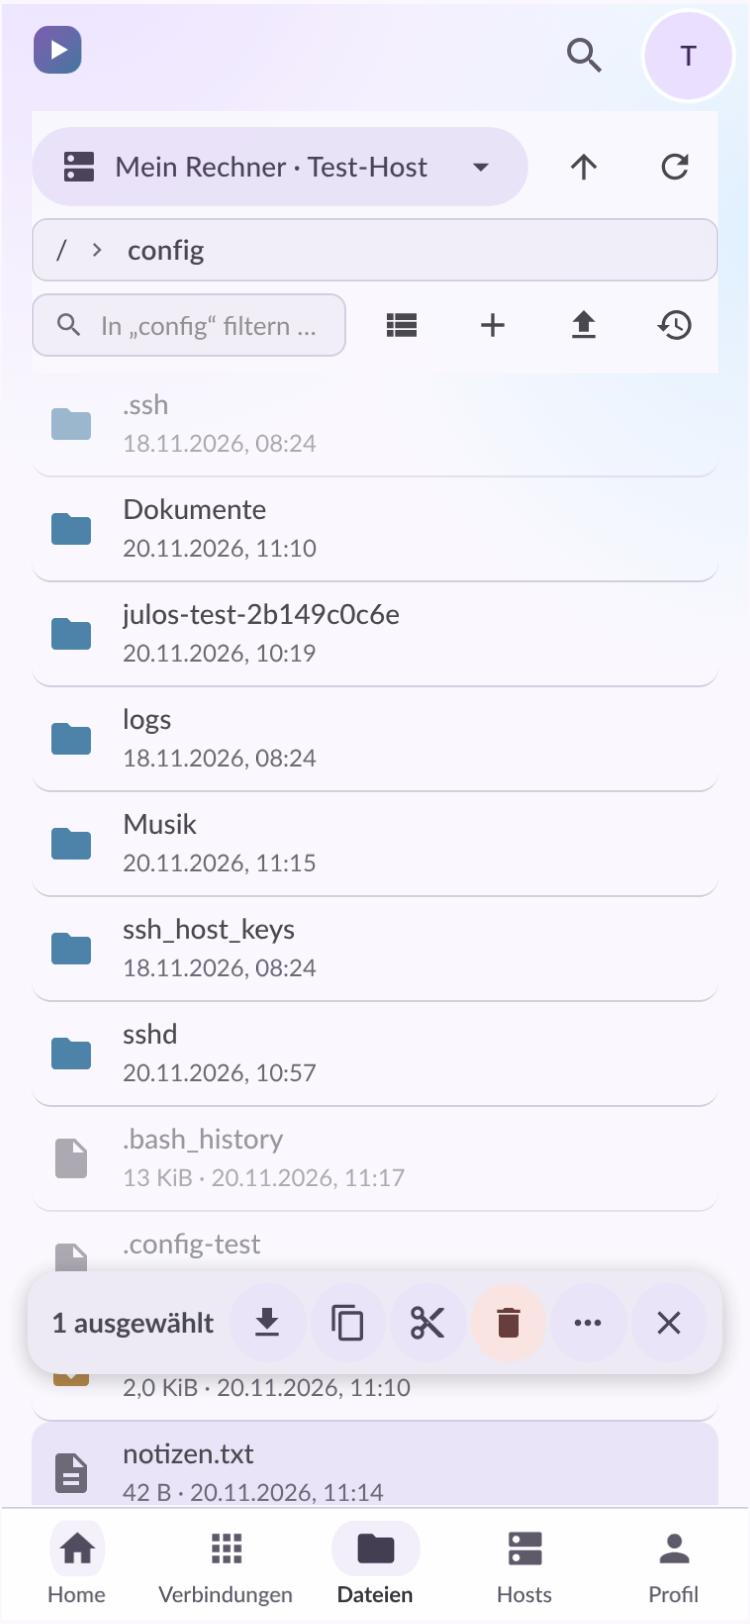 T
Mein Rechner · Test-Host
/ > config
In „config“ filtern ...
.ssh
18.11.2026, 08:24
Dokumente
20.11.2026, 11:10
julos-test-2b149c0c6e
20.11.2026, 10:19
logs
18.11.2026, 08:24
Musik
20.11.2026, 11:15
ssh_host_keys
18.11.2026, 08:24
sshd
20.11.2026, 10:57
.bash_history
13 KiB · 20.11.2026, 11:17
.config-test
1 ausgewählt
2,0 KiB · 20.11.2026, 11:10
notizen.txt
42 B · 20.11.2026, 11:14
Home Verbindungen Dateien Hosts Profil